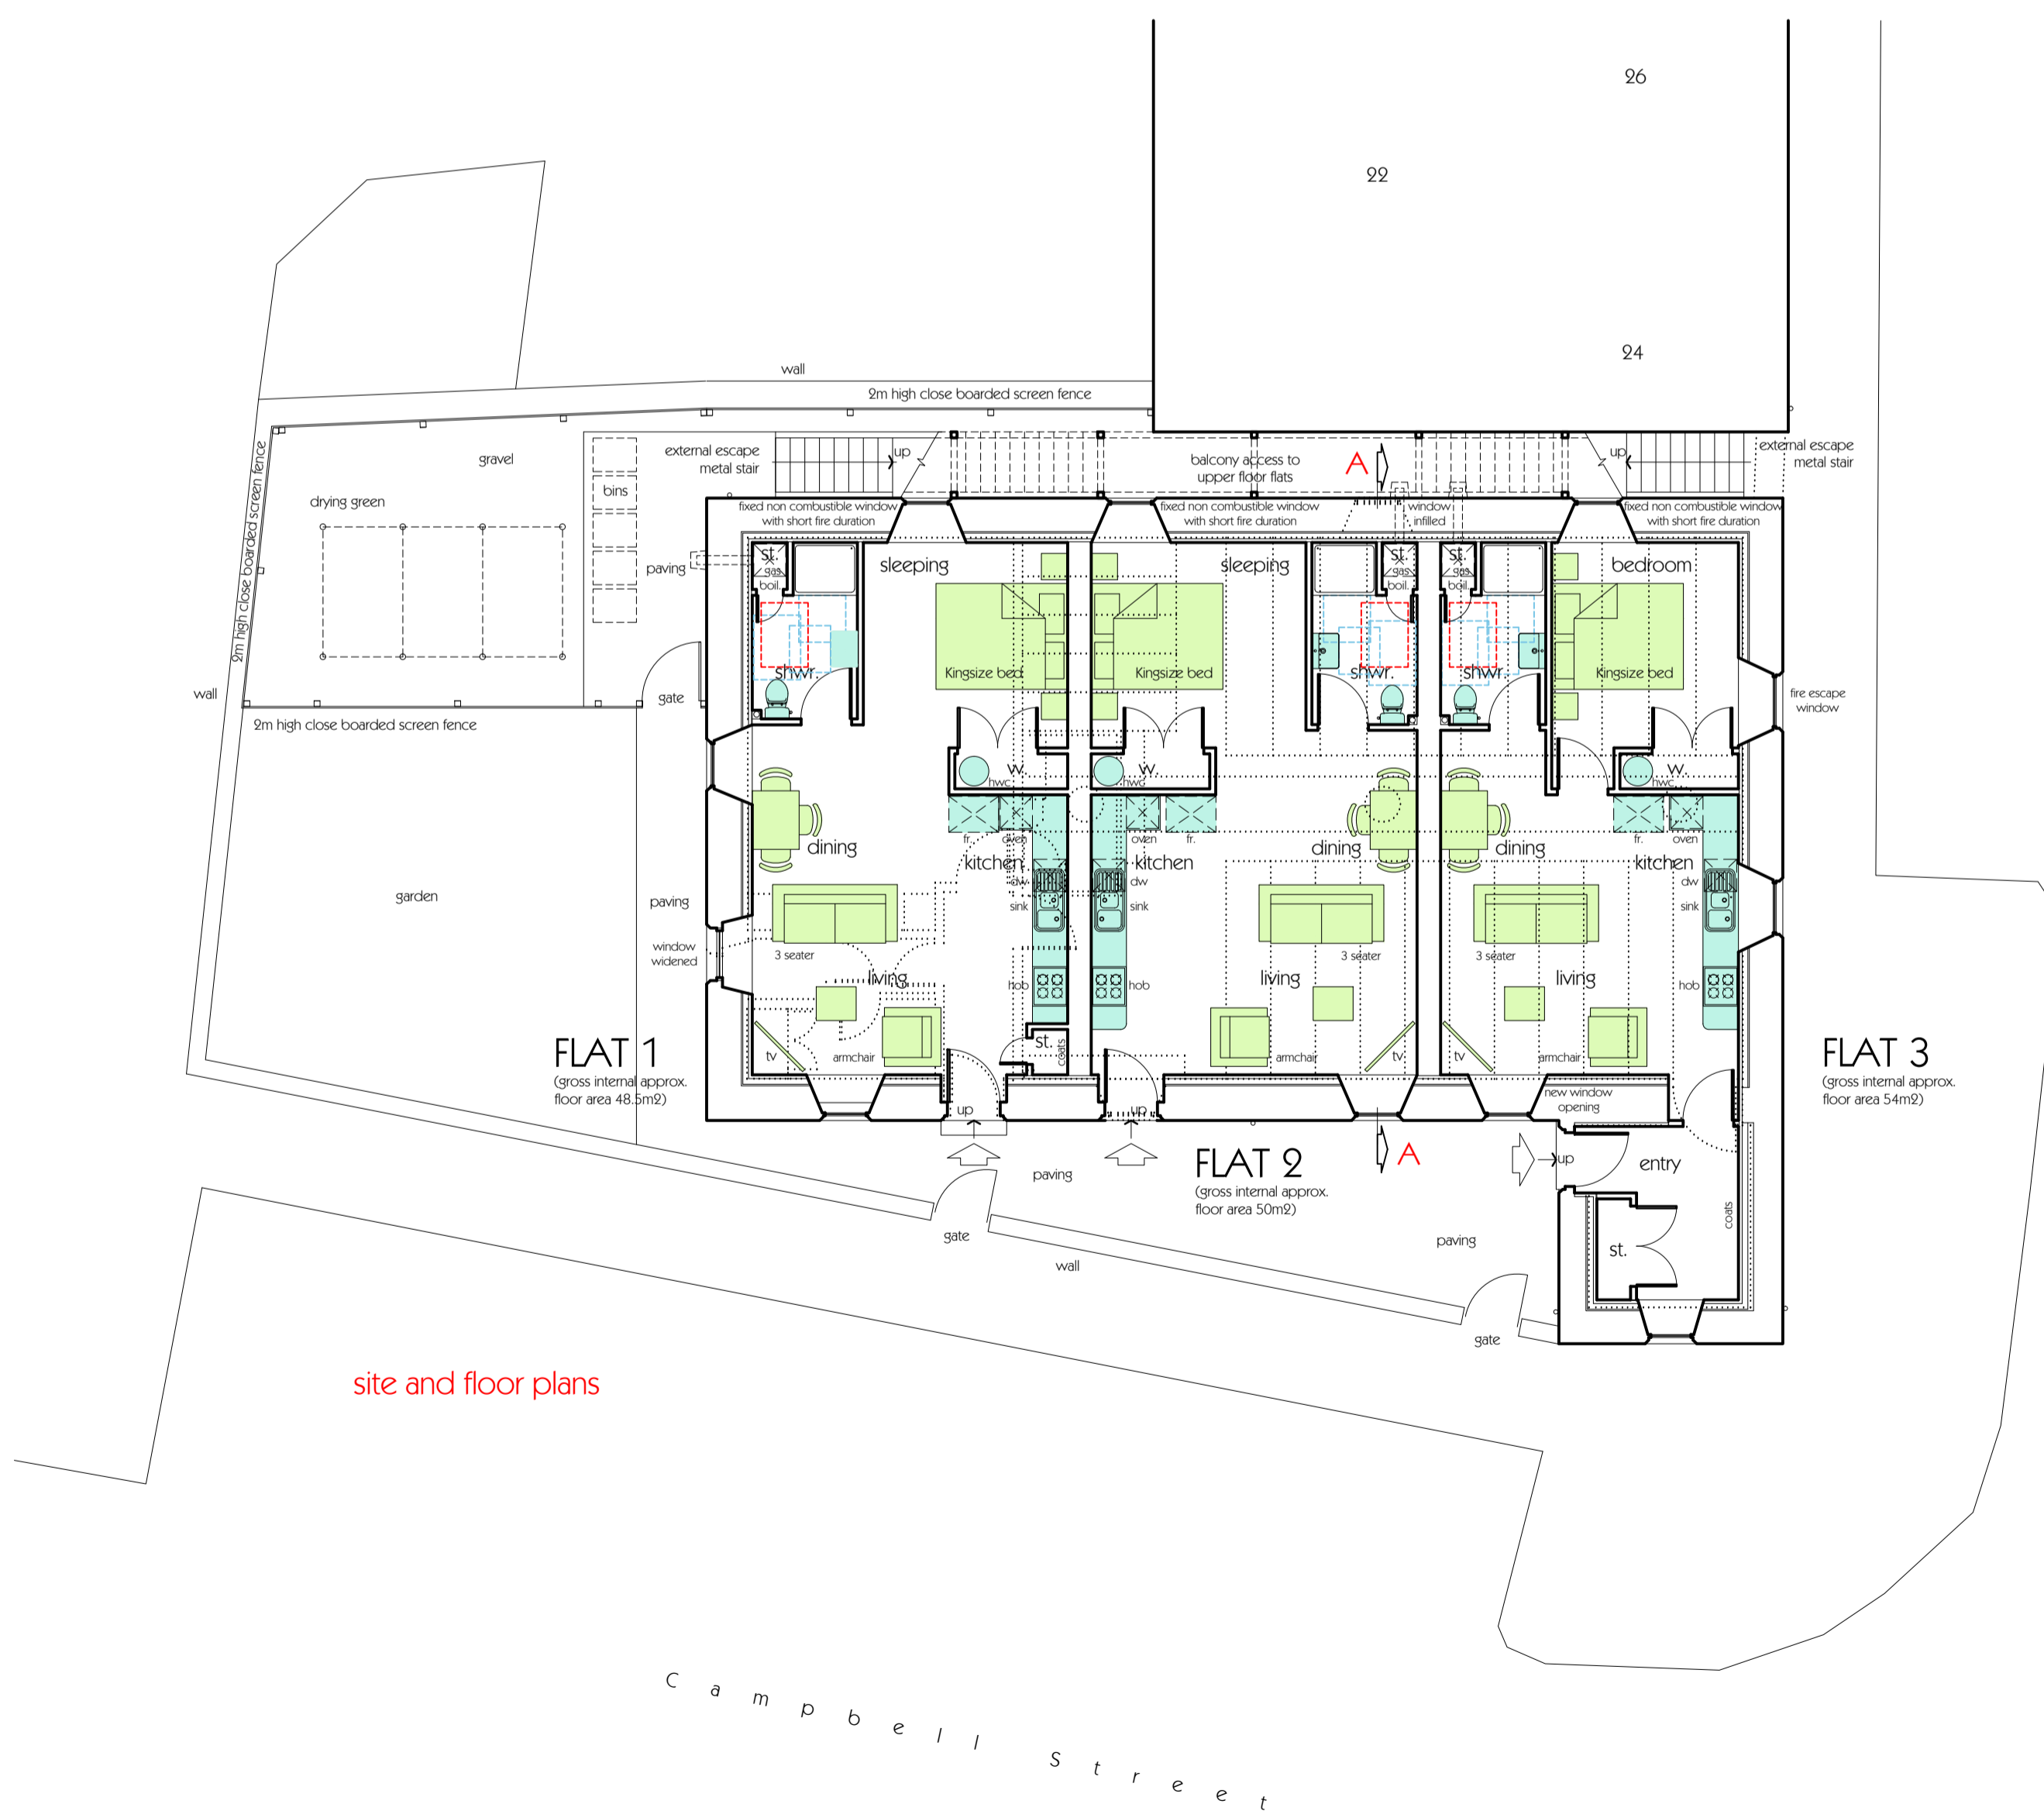 26
22
24
wall
2m high close boarded screen fence
2m high close boarded screen fence
gravel
drying green
bins
external escape
metal stair
up
balcony access to
upper floor flats
A
up
external escape
metal stair
fixed non combustible window
with short fire duration
fixed non combustible window
with short fire duration
window
infilled
fixed non combustible window
with short fire duration
paving
st.
gas
boil.
sleeping
sleeping
st.
gas
boil.
st.
gas
boil.
bedroom
shwr.
Kingsize bed
Kingsize bed
shwr.
shwr.
Kingsize bed
wall
gate
fire escape
window
2m high close boarded screen fence
w.
hwc
w.
hwc
w.
hwc
fr.
oven
oven
fr.
fr.
oven
dining
kitchen
kitchen
dining
dining
kitchen
dw
sink
dw
sink
dw
sink
garden
paving
window
widened
3 seater
living
hob
hob
3 seater
living
3 seater
living
hob
FLAT 1
(gross internal approx.
floor area 48.5m2)
tv
armchair
st.
coats
armchair
tv
tv
armchair
FLAT 3
(gross internal approx.
floor area 54m2)
new window
opening
up
up
FLAT 2
(gross internal approx.
floor area 50m2)
A
up
entry
coats
st.
paving
gate
wall
paving
gate
site and floor plans
Campbell Street